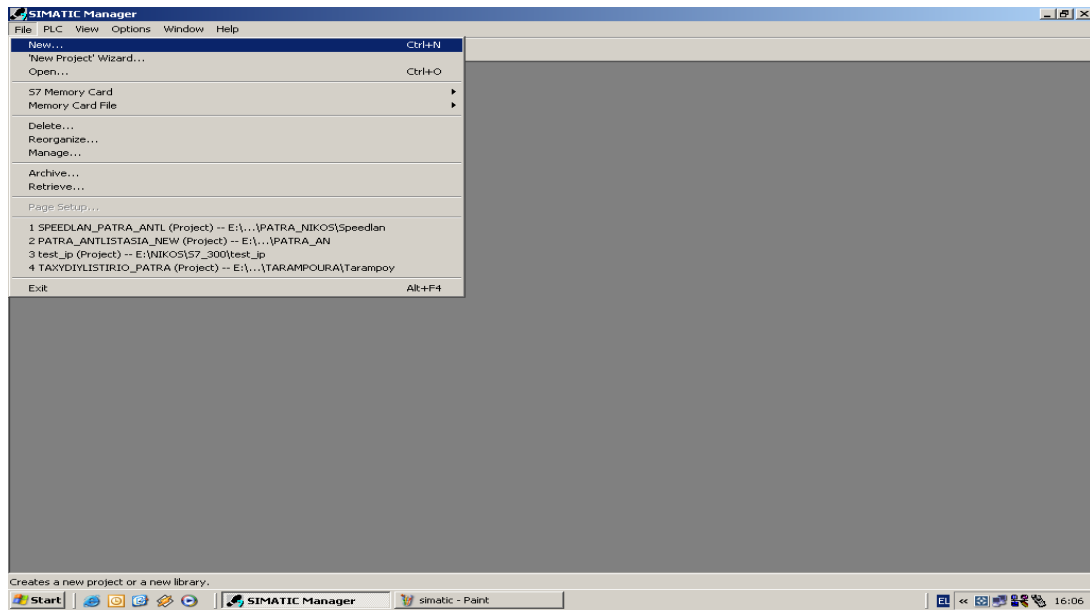 SIMATIC Manager
File PLC View Options Window Help
New... Ctrl+N
'New Project' Wizard...
Open... Ctrl+O
S7 Memory Card
Memory Card File
Delete...
Reorganize...
Manage...
Archive...
Retrieve...
Page Setup...
1 SPEEDLAN_PATRA_ANTL (Project) -- E:\...\PATRA_NIKOS\Speedlan
2 PATRA_ANTLISTASIA_NEW (Project) -- E:\...\PATRA_AN
3 test_ip (Project) -- E:\NIKOS\S7_300\test_ip
4 TAXYDIYLISTIRIO_PATRA (Project) -- E:\...\TARAMPOURA\Tarampoy
Exit Alt+F4
Creates a new project or a new library.
Start SIMATIC Manager simatic - Paint EL « 16:06